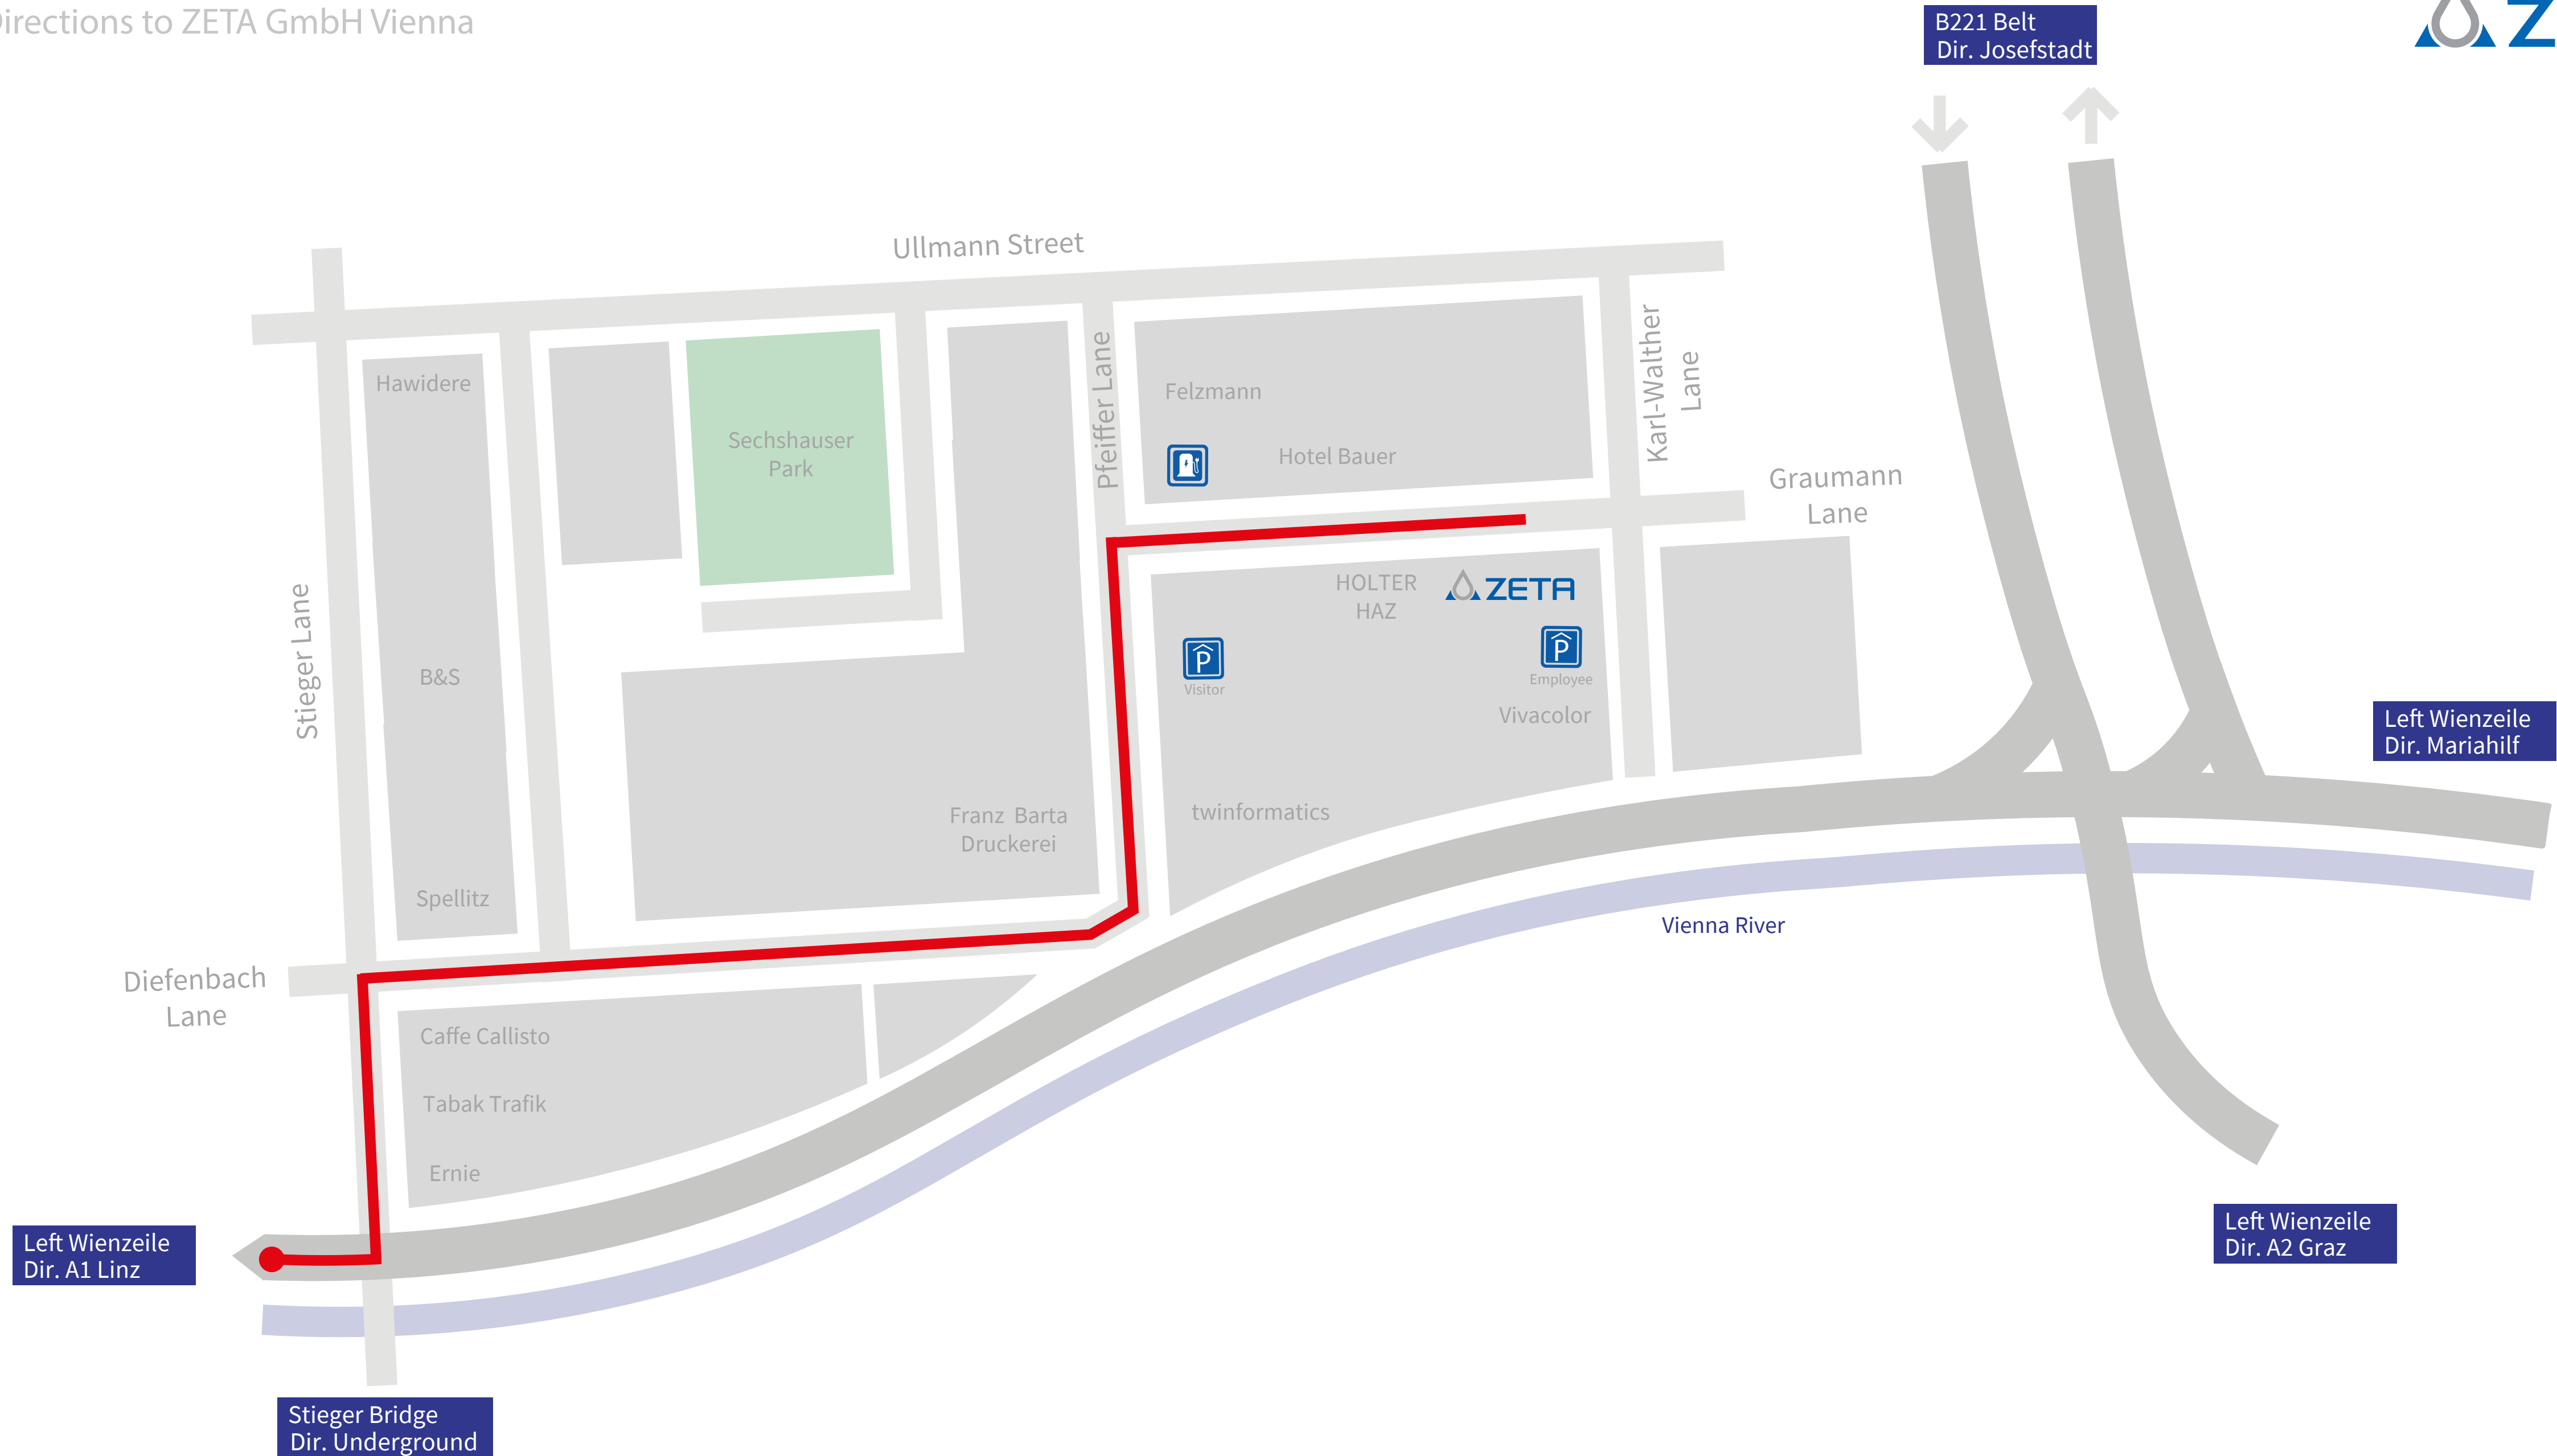 Directions to ZETA GmbH Vienna
B221 Belt
Dir. Josefstadt
Z
Ullmann Street
Hawidere
Sechshauser
Park
Pfeiffer Lane
Felzmann
Hotel Bauer
Karl-Walther
Lane
Graumann
Lane
Stieger Lane
HOLTER
HAZ
ZETA
B&S
P
Visitor
P
Employee
Vivacolor
Left Wienzeile
Dir. Mariahilf
Franz Barta
Druckerei
twinformatics
Spellitz
Vienna River
Diefenbach
Lane
Caffe Callisto
Tabak Trafik
Ernie
Left Wienzeile
Dir. A1 Linz
Left Wienzeile
Dir. A2 Graz
Stieger Bridge
Dir. Underground